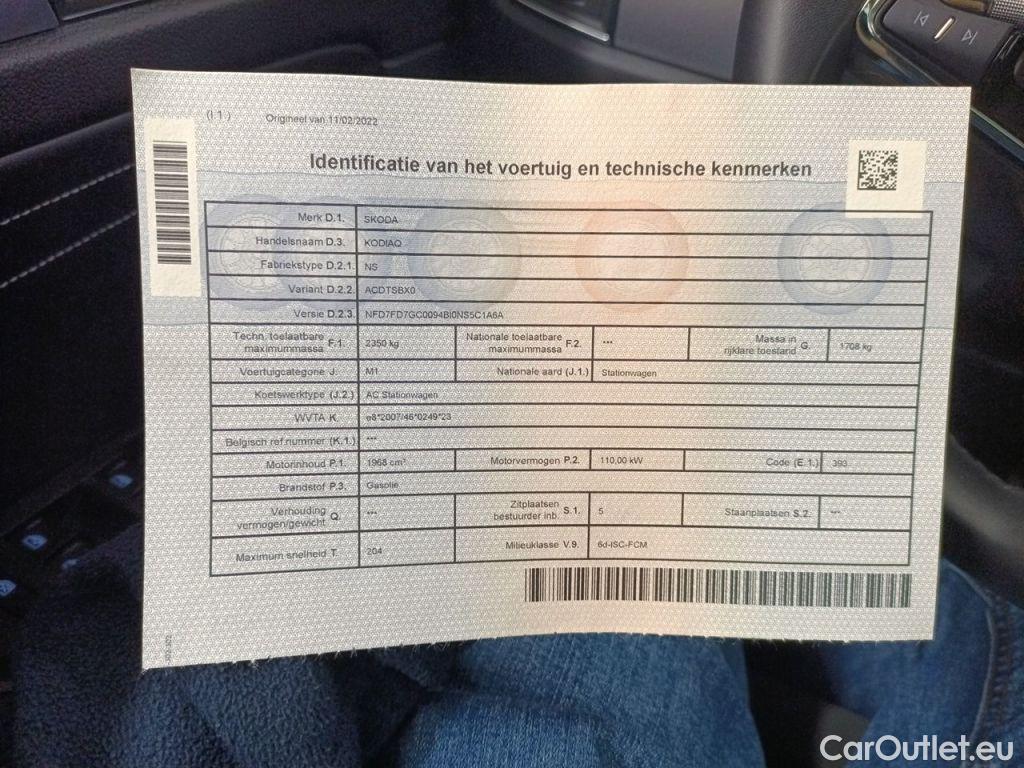 (I.1.) Origineel van 11/02/2022
Identificatie van het voertuig en technische kenmerken
Merk D.1. SKODA
Handelsnaam D.3. KODIAQ
Fabriekstype D.2.1. NS
Variant D.2.2. ACDTSBX0
Versie D.2.3. NFD7FD7GC0094BI0NS5C1A6A
Techn. toelaatbare maximummassa F.1. 2350 kg Nationale toelaatbare maximummassa F.2. *** Massa in rijklare toestand G. 1708 kg
Voertuigcategorie J. M1 Nationale aard (J.1.) Stationwagen
Koetswerktype (J.2.) AC Stationwagen
WVTA K. e8*2007/46*0249*23
Belgisch ref.nummer (K.1.) ***
Motorinhoud P.1. 1968 cm³ Motorvermogen P.2. 110,00 kW Code (E.1.) 393
Brandstof P.3. Gasolie
Verhouding vermogen/gewicht Q. *** Zitplaatsen bestuurder inb. S.1. 5 Staanplaatsen S.2. ***
Maximum snelheid T. 204 Milieuklasse V.9. 6d-ISC-FCM
CarOutlet.eu